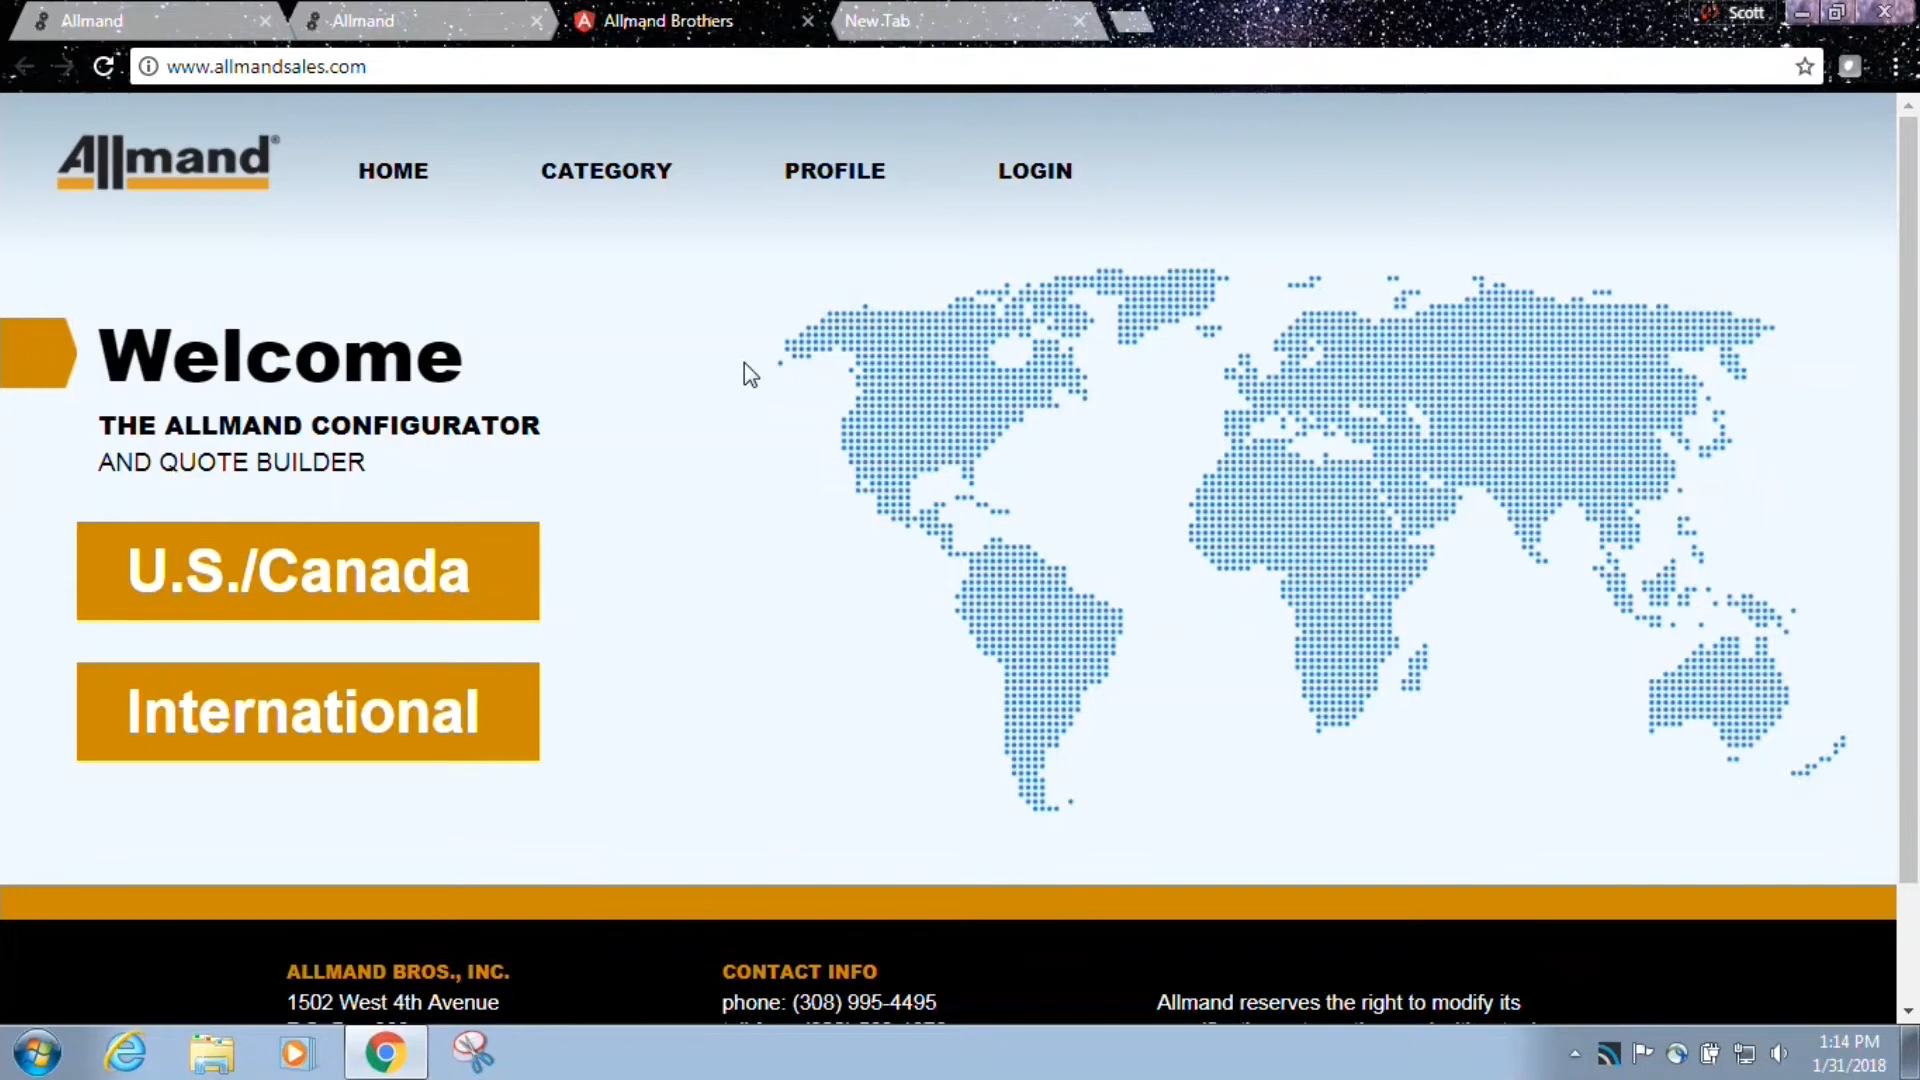 Allmand
Allmand
Allmand Brothers
New Tab
Scott
www.allmandsales.com
Allmand®
HOME
CATEGORY
PROFILE
LOGIN
Welcome
THE ALLMAND CONFIGURATOR
AND QUOTE BUILDER
U.S./Canada
International
ALLMAND BROS., INC.
1502 West 4th Avenue
CONTACT INFO
phone: (308) 995-4495
Allmand reserves the right to modify its
1:14 PM
1/31/2018